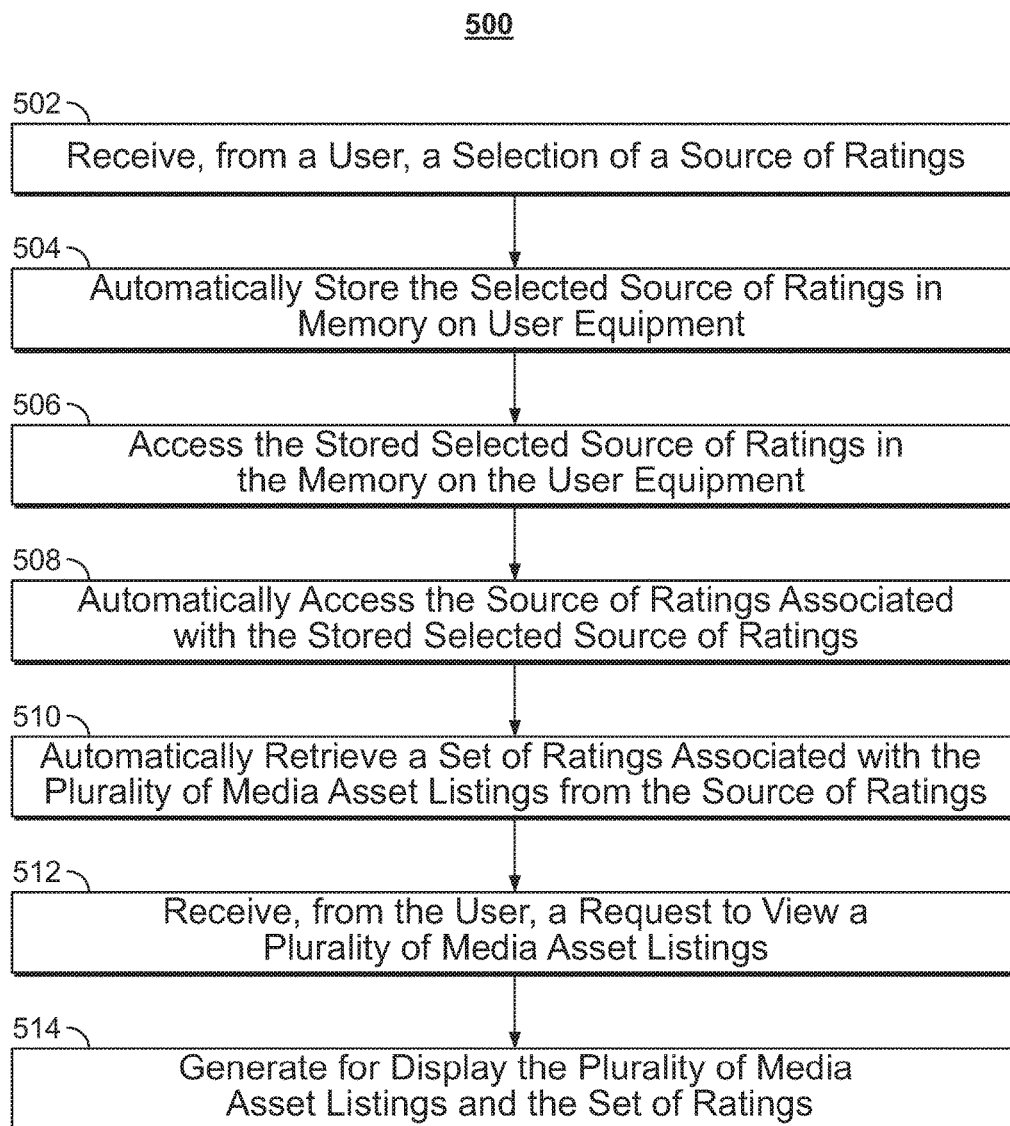 500
502
Receive, from a User, a Selection of a Source of Ratings
504
Automatically Store the Selected Source of Ratings in
Memory on User Equipment
506
Access the Stored Selected Source of Ratings in
the Memory on the User Equipment
508
Automatically Access the Source of Ratings Associated
with the Stored Selected Source of Ratings
510
Automatically Retrieve a Set of Ratings Associated with the
Plurality of Media Asset Listings from the Source of Ratings
512
Receive, from the User, a Request to View a
Plurality of Media Asset Listings
514
Generate for Display the Plurality of Media
Asset Listings and the Set of Ratings